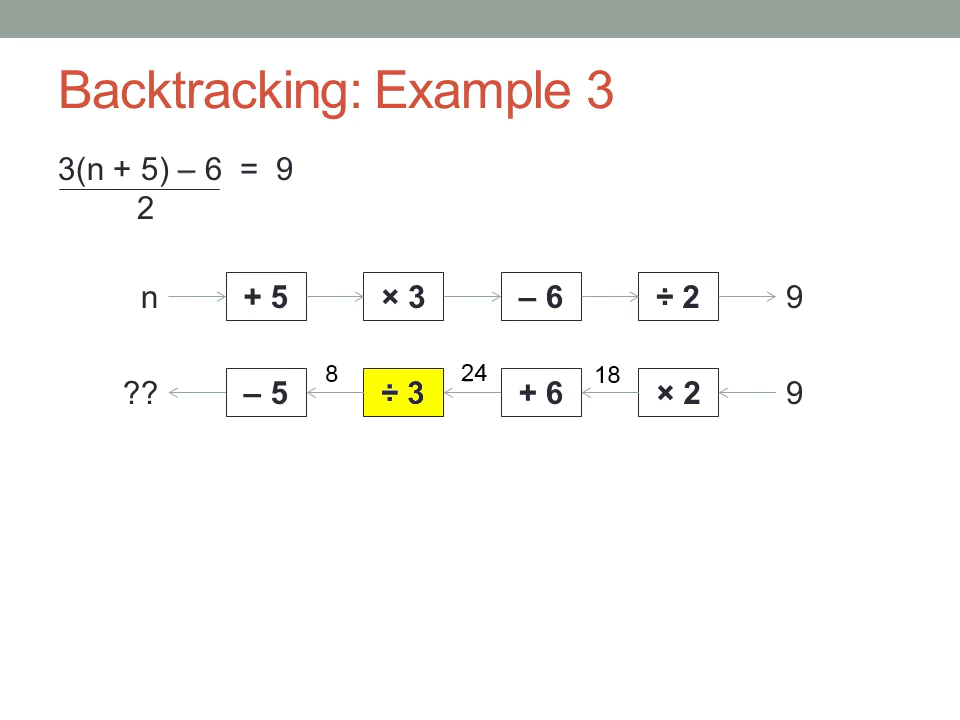 Backtracking: Example 3
3(n + 5) – 6 = 9
2
n + 5 × 3 – 6 ÷ 2 9
8 24 18
?? – 5 ÷ 3 + 6 × 2 9